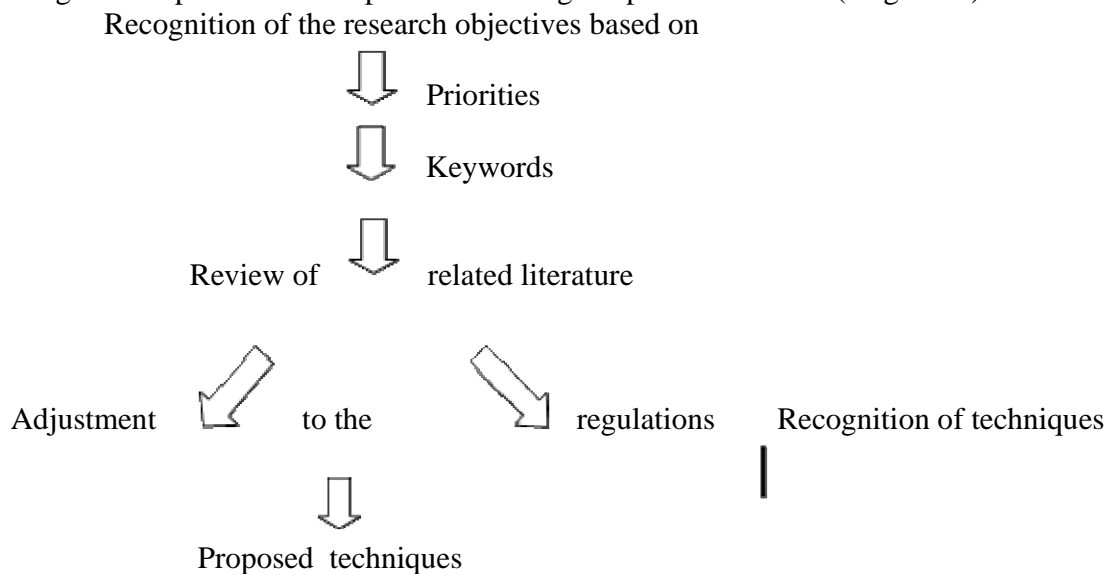 Recognition of the research objectives based on
Priorities
Keywords
Review of related literature
Adjustment to the regulations Recognition of techniques
Proposed techniques